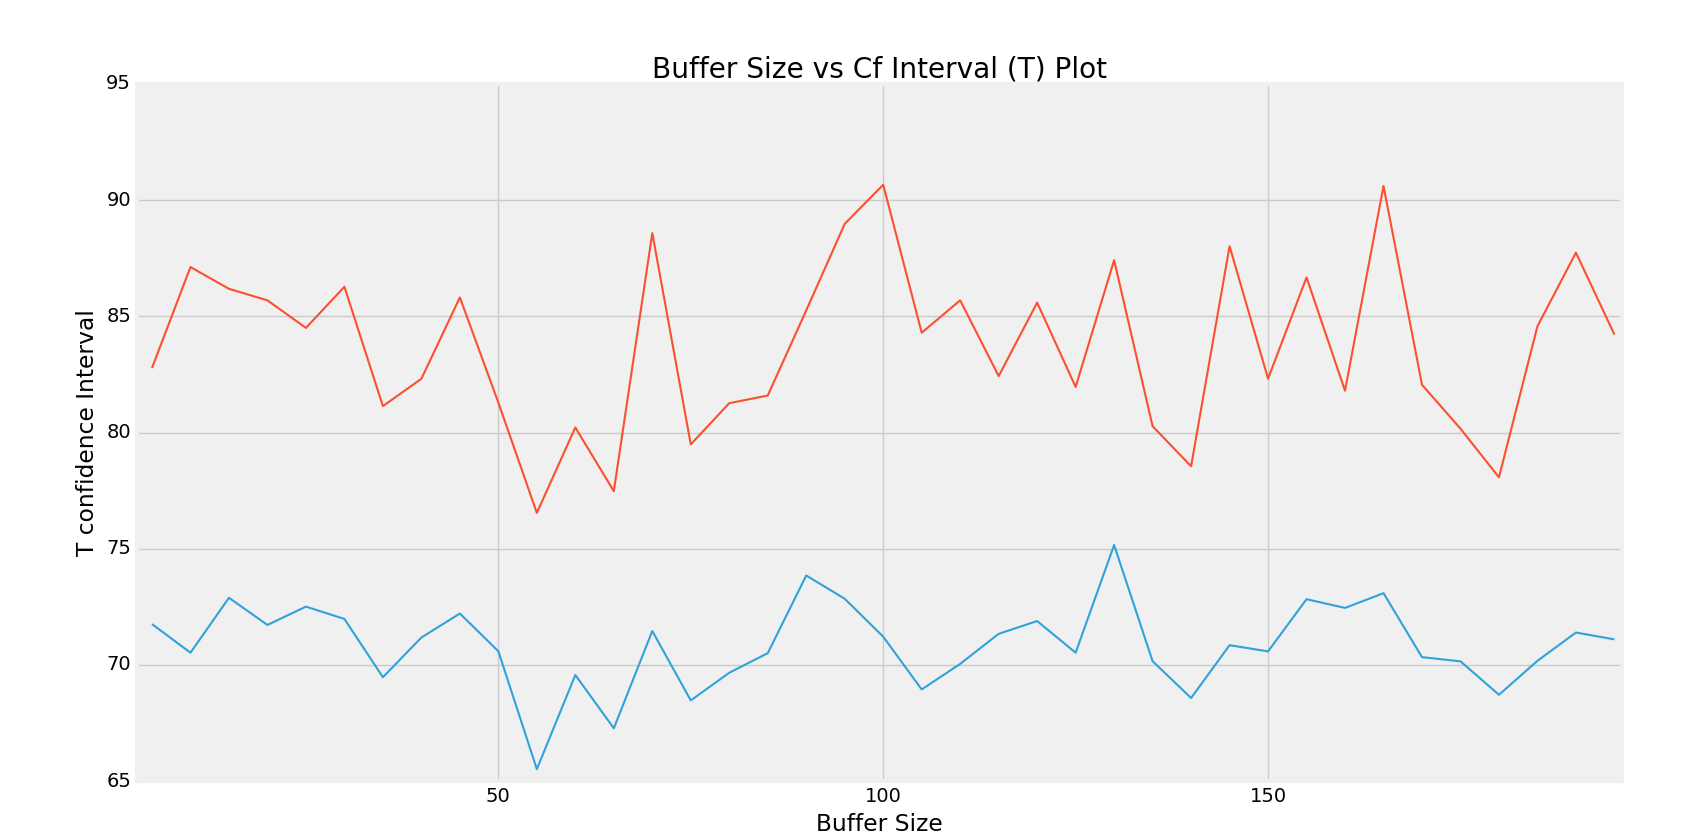 Buffer Size vs Cf Interval (T) Plot
95
90
85
80
75
70
65
T confidence Interval
50 100 150
Buffer Size